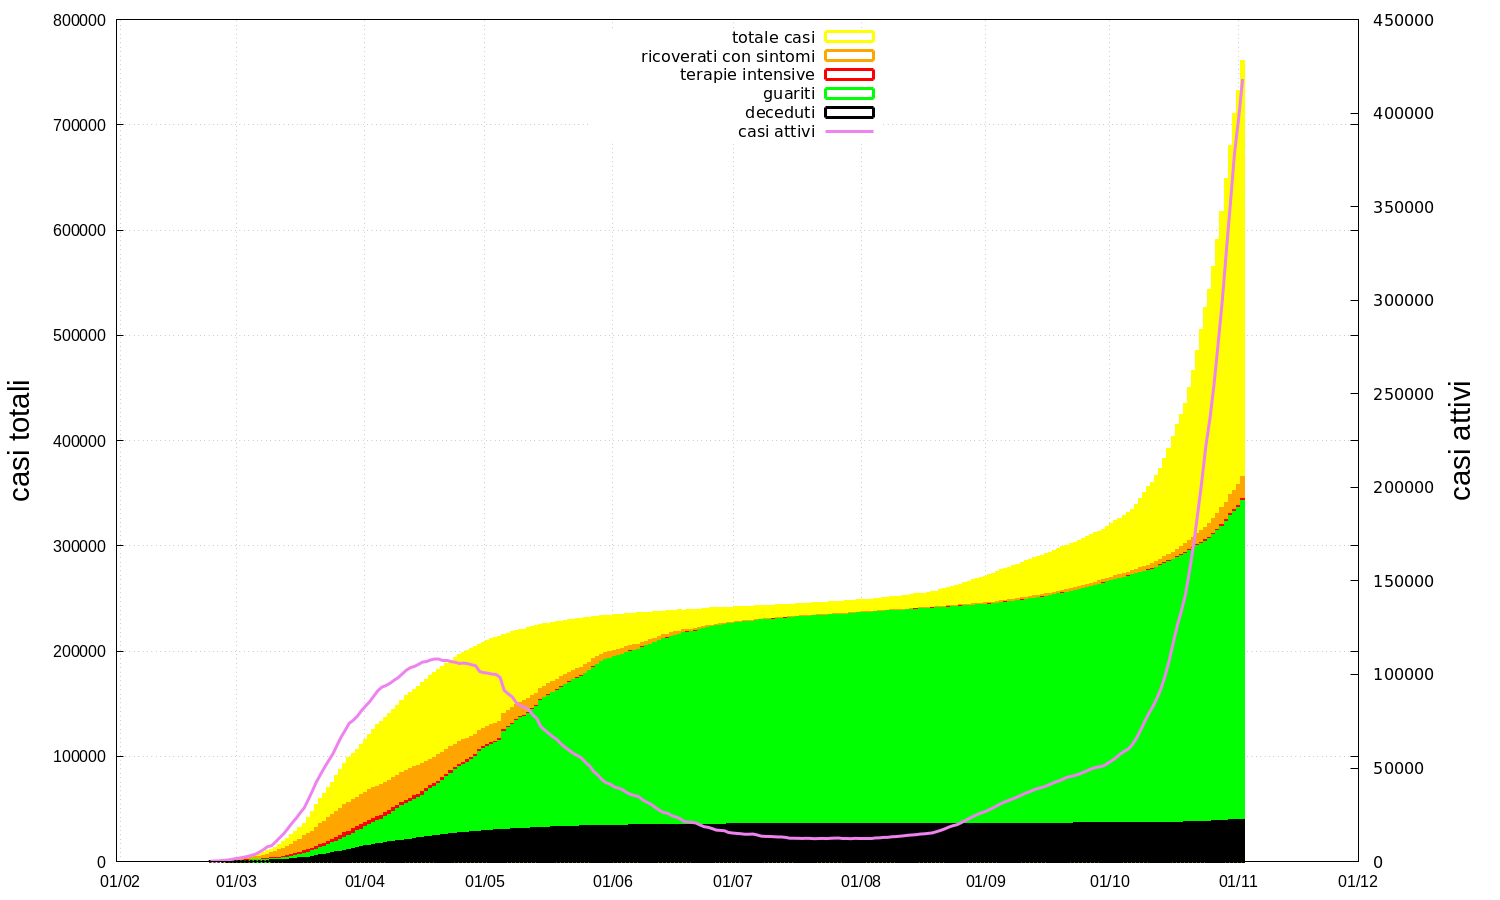 totale casi
ricoverati con sintomi
terapie intensive
guariti
deceduti
casi attivi
casi totali
800000
700000
600000
500000
400000
300000
200000
100000
0
450000
400000
350000
300000
250000
200000
150000
100000
50000
0
casi attivi
01/02 01/03 01/04 01/05 01/06 01/07 01/08 01/09 01/10 01/11 01/12